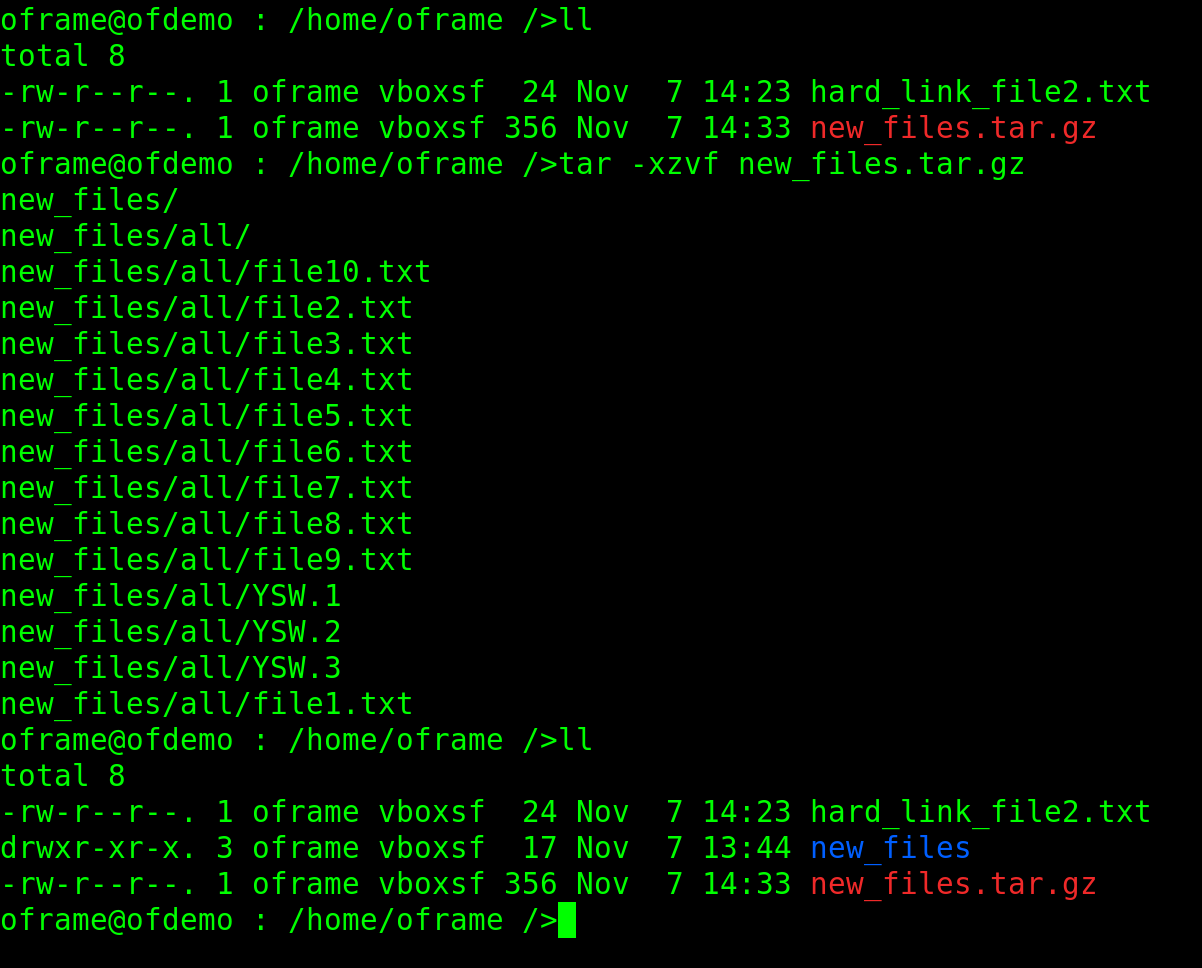 oframe@ofdemo : /home/oframe />ll
total 8
-rw-r--r--. 1 oframe vboxsf  24 Nov  7 14:23 hard_link_file2.txt
-rw-r--r--. 1 oframe vboxsf 356 Nov  7 14:33 new_files.tar.gz
oframe@ofdemo : /home/oframe />tar -xzvf new_files.tar.gz
new_files/
new_files/all/
new_files/all/file10.txt
new_files/all/file2.txt
new_files/all/file3.txt
new_files/all/file4.txt
new_files/all/file5.txt
new_files/all/file6.txt
new_files/all/file7.txt
new_files/all/file8.txt
new_files/all/file9.txt
new_files/all/YSW.1
new_files/all/YSW.2
new_files/all/YSW.3
new_files/all/file1.txt
oframe@ofdemo : /home/oframe />ll
total 8
-rw-r--r--. 1 oframe vboxsf  24 Nov  7 14:23 hard_link_file2.txt
drwxr-xr-x. 3 oframe vboxsf  17 Nov  7 13:44 new_files
-rw-r--r--. 1 oframe vboxsf 356 Nov  7 14:33 new_files.tar.gz
oframe@ofdemo : /home/oframe />